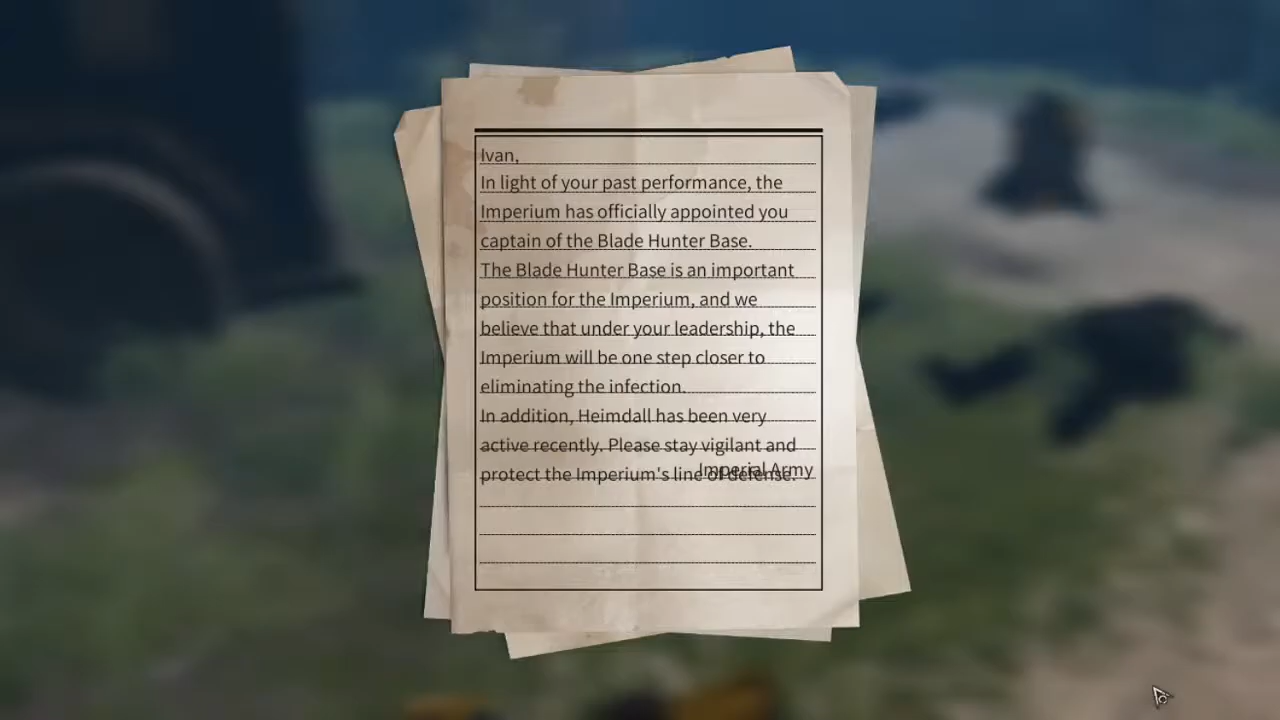 Ivan,
In light of your past performance, the
Imperium has officially appointed you
captain of the Blade Hunter Base.
The Blade Hunter Base is an important
position for the Imperium, and we
believe that under your leadership, the
Imperium will be one step closer to
eliminating the infection.
In addition, Heimdall has been very
active recently. Please stay vigilant and
protect the Imperium's line of defense.
Imperial Army